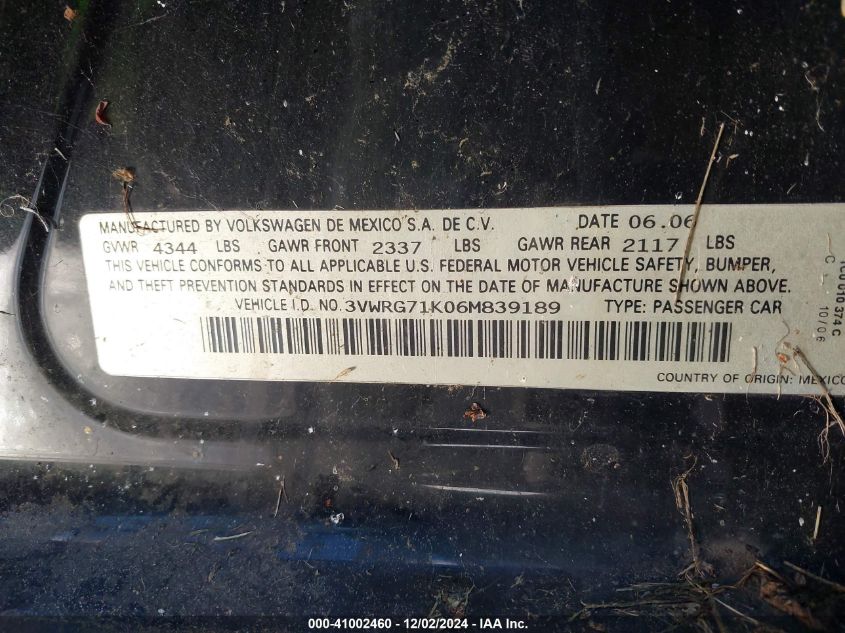 MANUFACTURED BY VOLKSWAGEN DE MEXICO S.A. DE C.V. DATE 06.06
GVWR 4344 LBS GAWR FRONT 2337 LBS GAWR REAR 2117 LBS
THIS VEHICLE CONFORMS TO ALL APPLICABLE U.S. FEDERAL MOTOR VEHICLE SAFETY, BUMPER,
AND THEFT PREVENTION STANDARDS IN EFFECT ON THE DATE OF MANUFACTURE SHOWN ABOVE.
VEHICLE I.D. NO. 3VWRG71K06M839189 TYPE: PASSENGER CAR
COUNTRY OF ORIGIN: MEXICO
374 C
10/06
000-41002460 - 12/02/2024 - IAA Inc.